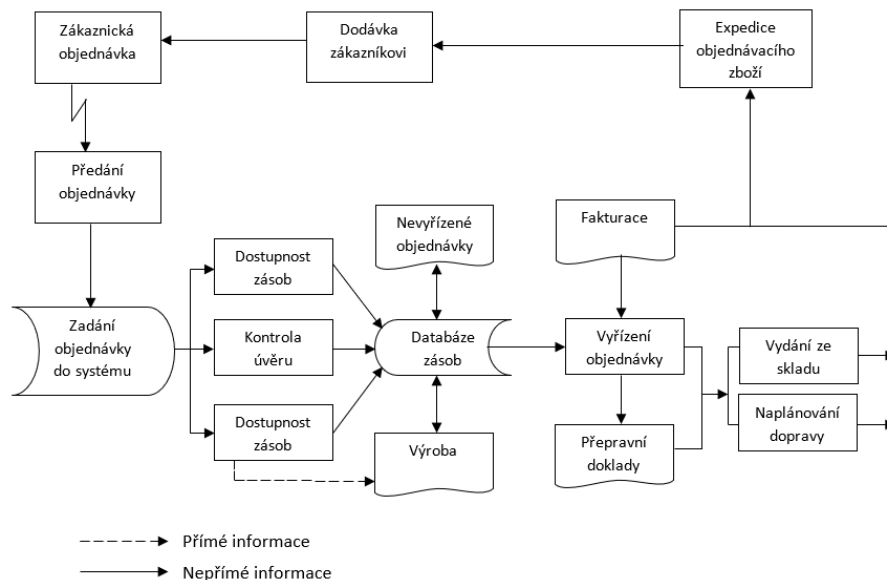 Zákaznická
objednávka
Dodávka
zákazníkovi
Expedice
objednávacího
zboží
Předání
objednávky
Nevyřízené
objednávky
Fakturace
Dostupnost
zásob
Zadání
objednávky
do systému
Kontrola
úvěru
Databáze
zásob
Vyřízení
objednávky
Vydání ze
skladu
Dostupnost
zásob
Výroba
Přepravní
doklady
Naplánování
dopravy
Přímé informace
Nepřímé informace